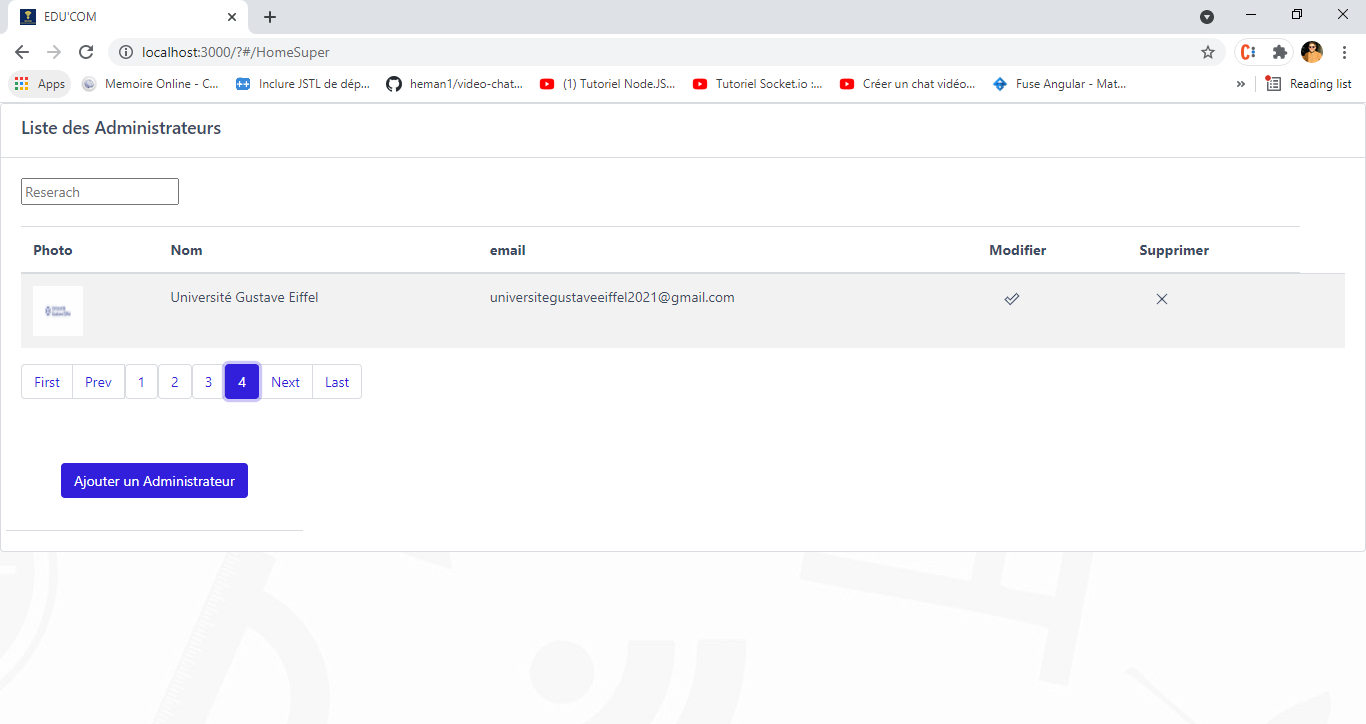 EDU'COM
localhost:3000/?#/HomeSuper
Apps Memoire Online - C... Inclure JSTL de dép... heman1/video-chat... (1) Tutoriel Node.JS... Tutoriel Socket.io :... Créer un chat vidéo... Fuse Angular - Mat... » Reading list
Liste des Administrateurs
Reserach
Photo Nom email Modifier Supprimer
Université Gustave Eiffel universitegustaveeiffel2021@gmail.com
First Prev 1 2 3 4 Next Last
Ajouter un Administrateur